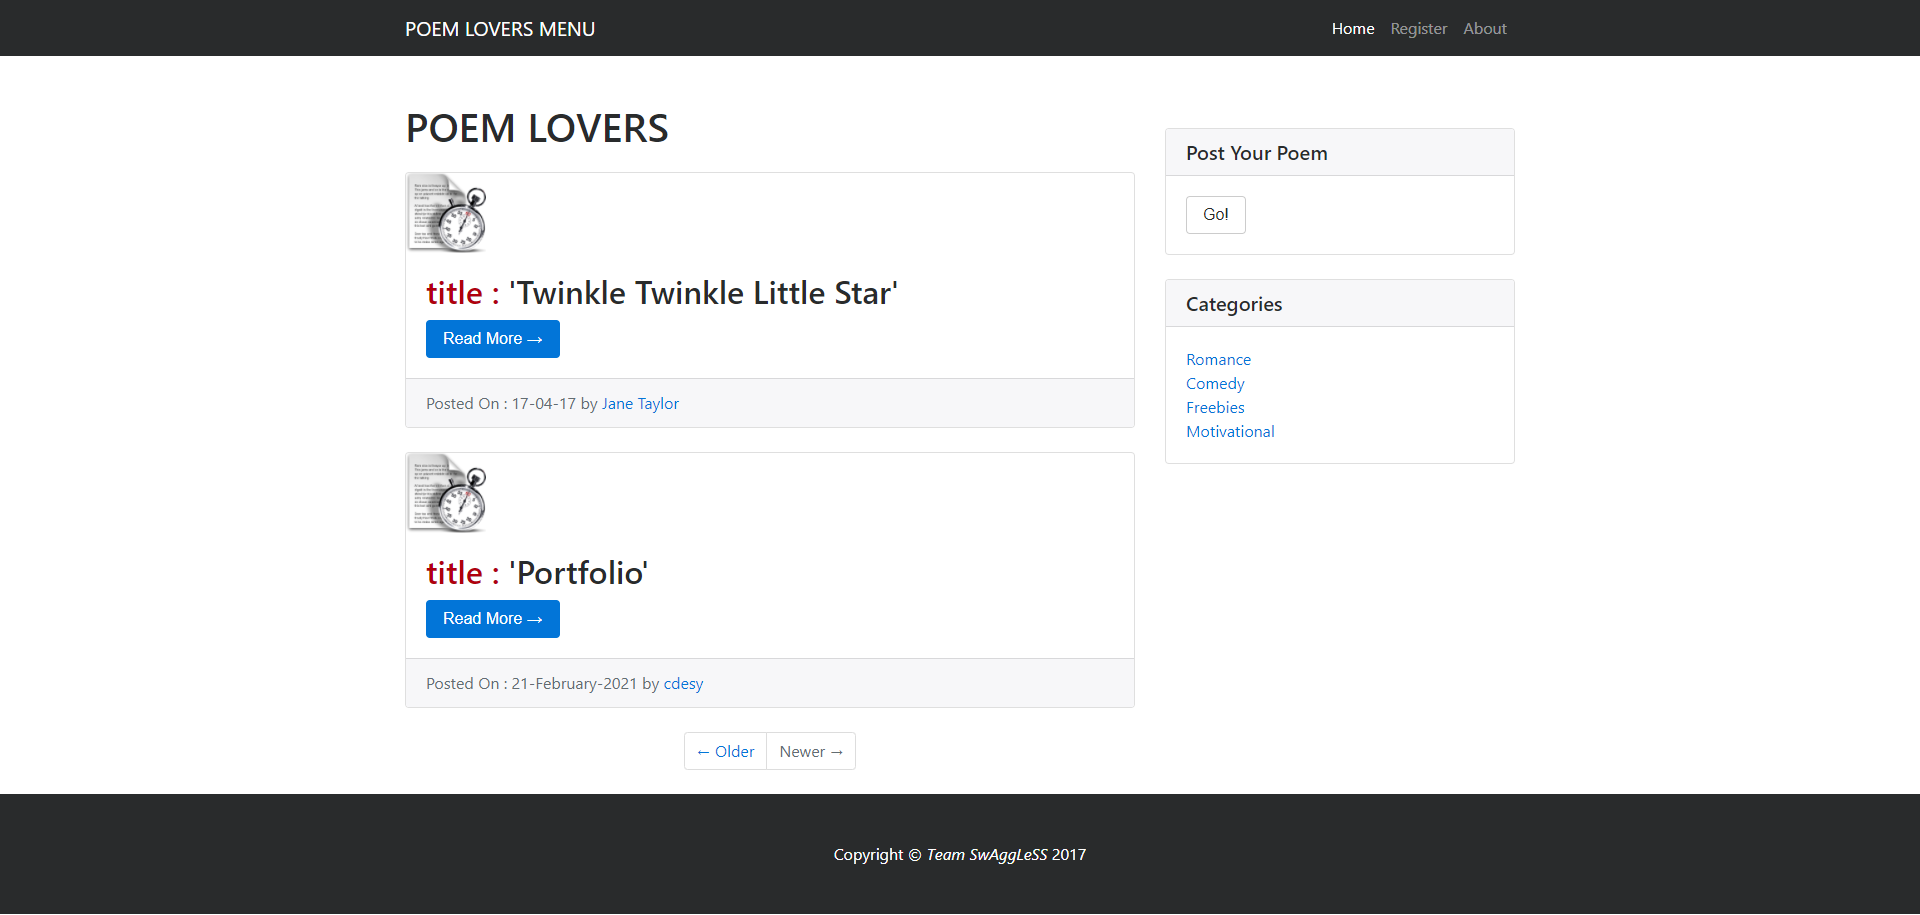 POEM LOVERS MENU
Home Register About
POEM LOVERS
title : 'Twinkle Twinkle Little Star'
Read More →
Posted On : 17-04-17 by Jane Taylor
title : 'Portfolio'
Read More →
Posted On : 21-February-2021 by cdesy
← Older Newer →
Post Your Poem
Go!
Categories
Romance
Comedy
Freebies
Motivational
Copyright © Team SwAggLeSS 2017